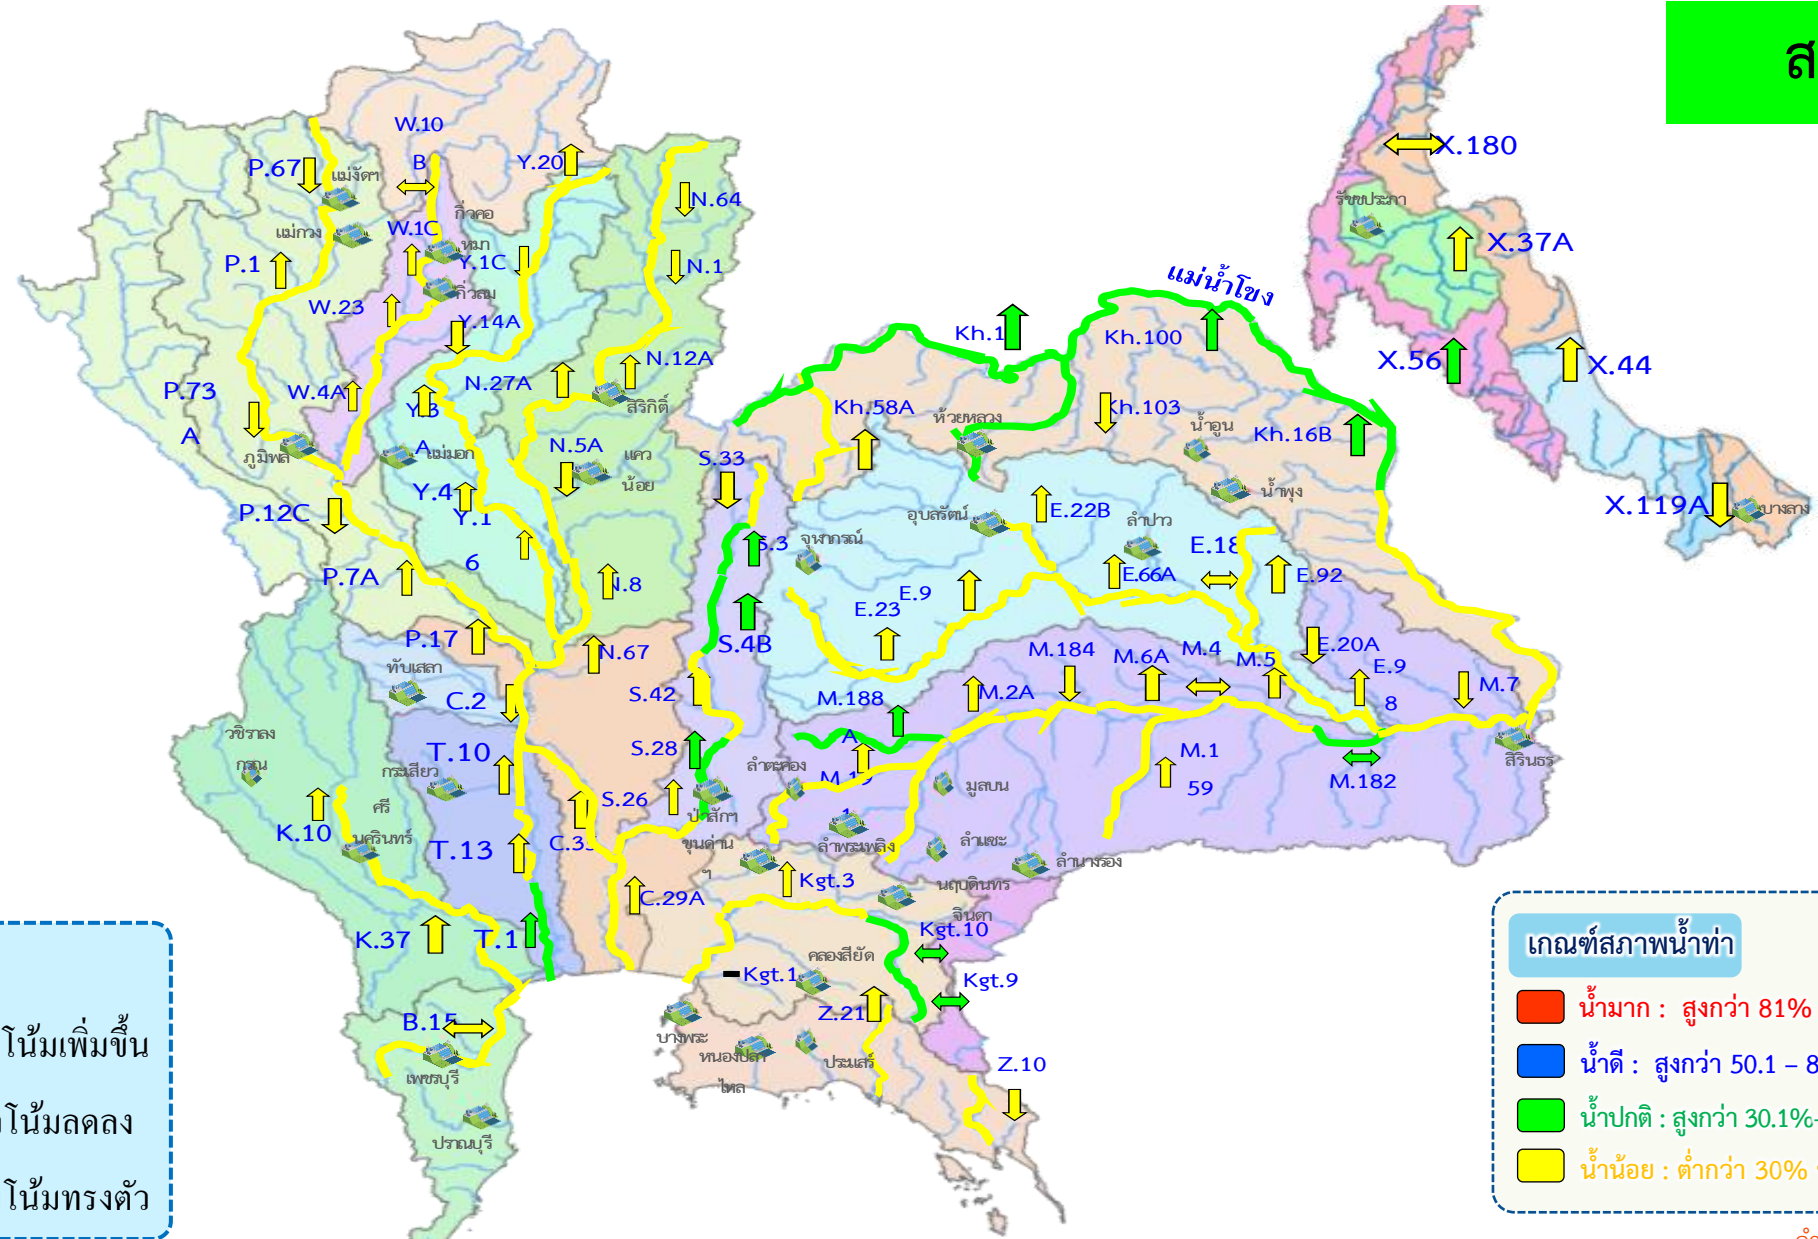 ส
W.10
B
P.67
แม่งัดฯ
Y.20
N.64
X.180
รัชชประภา
กิ่วคอ
หมา
แม่กวง
W.1C
Y.1C
P.1
N.1
X.37A
แม่น้ำโขง
กิ่วลม
W.23
Y.14A
Kh.1
Kh.100
N.12A
X.56
X.44
P.73
A
W.4A
N.27A
Y.3
A
สิริกิติ์
Kh.58A
ห้วยหลวง
Kh.103
น้ำอูน
Kh.16B
ภูมิพล
แม่มอก
N.5A
แคว
น้อย
S.33
Y.4
น้ำพุง
P.12C
Y.1
6
อุบลรัตน์
E.22B
ลำปาว
X.119A
บางลาง
S.3
จุฬาภรณ์
E.18
P.7A
N.8
E.9
E.66A
E.92
E.23
P.17
N.67
S.4B
M.184
M.6A
M.4
M.5
E.20A
E.9
8
ทับเสลา
C.2
S.42
M.188
A
M.2A
M.7
วชิราลง
กรณ
T.10
กระเสียว
S.28
ลำตะคอง
M.1
59
M.182
สิรินธร
มูลบน
K.10
ศรี
นครินทร์
S.26
ป่าสักฯ
T.13
ขุนด่าน
ฯ
ลำพระเพลิง
ลำแชะ
ลำนางรอง
Kgt.3
C.29A
นฤบดินทร
จินดา
Kgt.10
K.37
T.1
คลองสียัด
Kgt.1
Kgt.9
Z.21
B.15
บางพระ
หนองปลา
ไหล
ประแสร์
Z.10
เพชรบุรี
ปราณบุรี
โน้มเพิ่มขึ้น
โน้มลดลง
โน้มทรงตัว
เกณฑ์สภาพน้ำท่า
น้ำมาก : สูงกว่า 81%
น้ำดี : สูงกว่า 50.1 – 8
น้ำปกติ : สูงกว่า 30.1%-
น้ำน้อย : ต่ำกว่า 30%